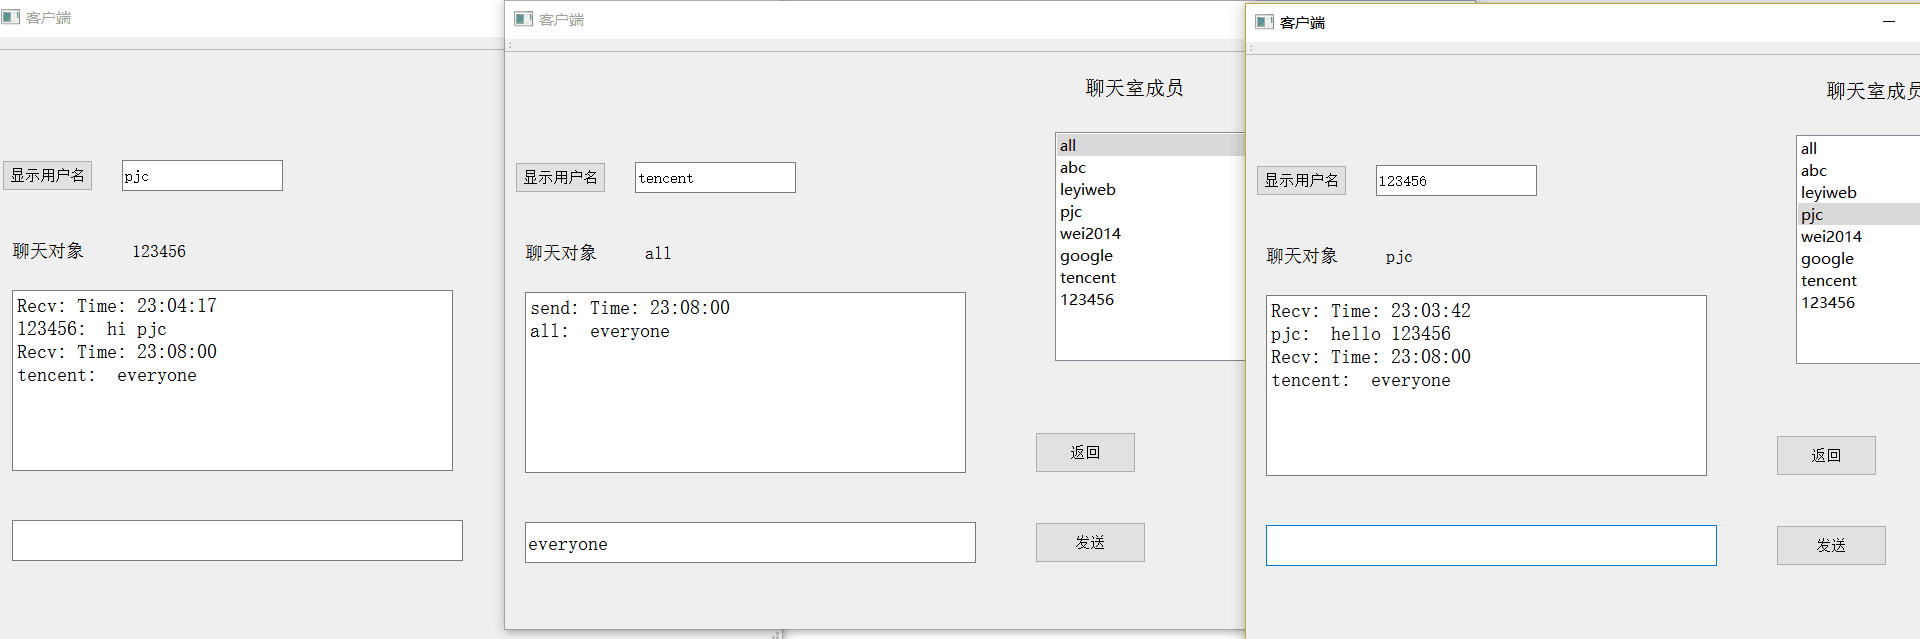 客户端
显示用户名
pjc
聊天对象
123456
Recv: Time: 23:04:17
123456:  hi pjc
Recv: Time: 23:08:00
tencent:  everyone
客户端
显示用户名
tencent
聊天对象
all
send: Time: 23:08:00
all:  everyone
everyone
聊天室成员
all
abc
leyiweb
pjc
wei2014
google
tencent
123456
返回
发送
客户端
显示用户名
123456
聊天对象
pjc
Recv: Time: 23:03:42
pjc:  hello 123456
Recv: Time: 23:08:00
tencent:  everyone
聊天室成员
all
abc
leyiweb
pjc
wei2014
google
tencent
123456
返回
发送